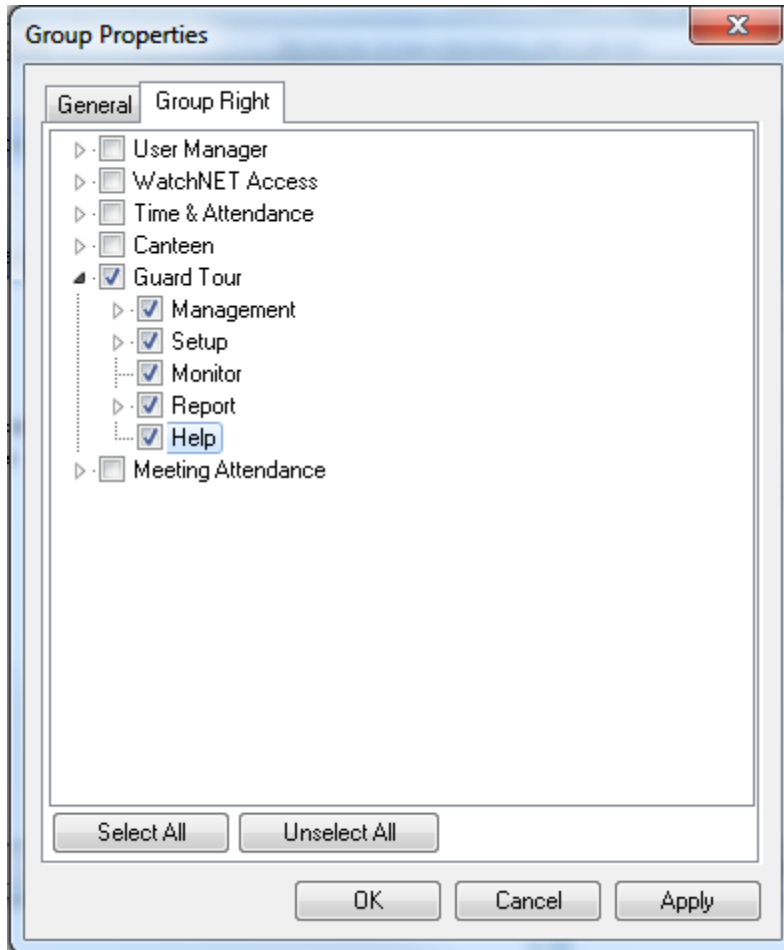 Group Properties
General
Group Right
User Manager
WatchNET Access
Time & Attendance
Canteen
Guard Tour
Management
Setup
Monitor
Report
Help
Meeting Attendance
Select All
Unselect All
OK
Cancel
Apply